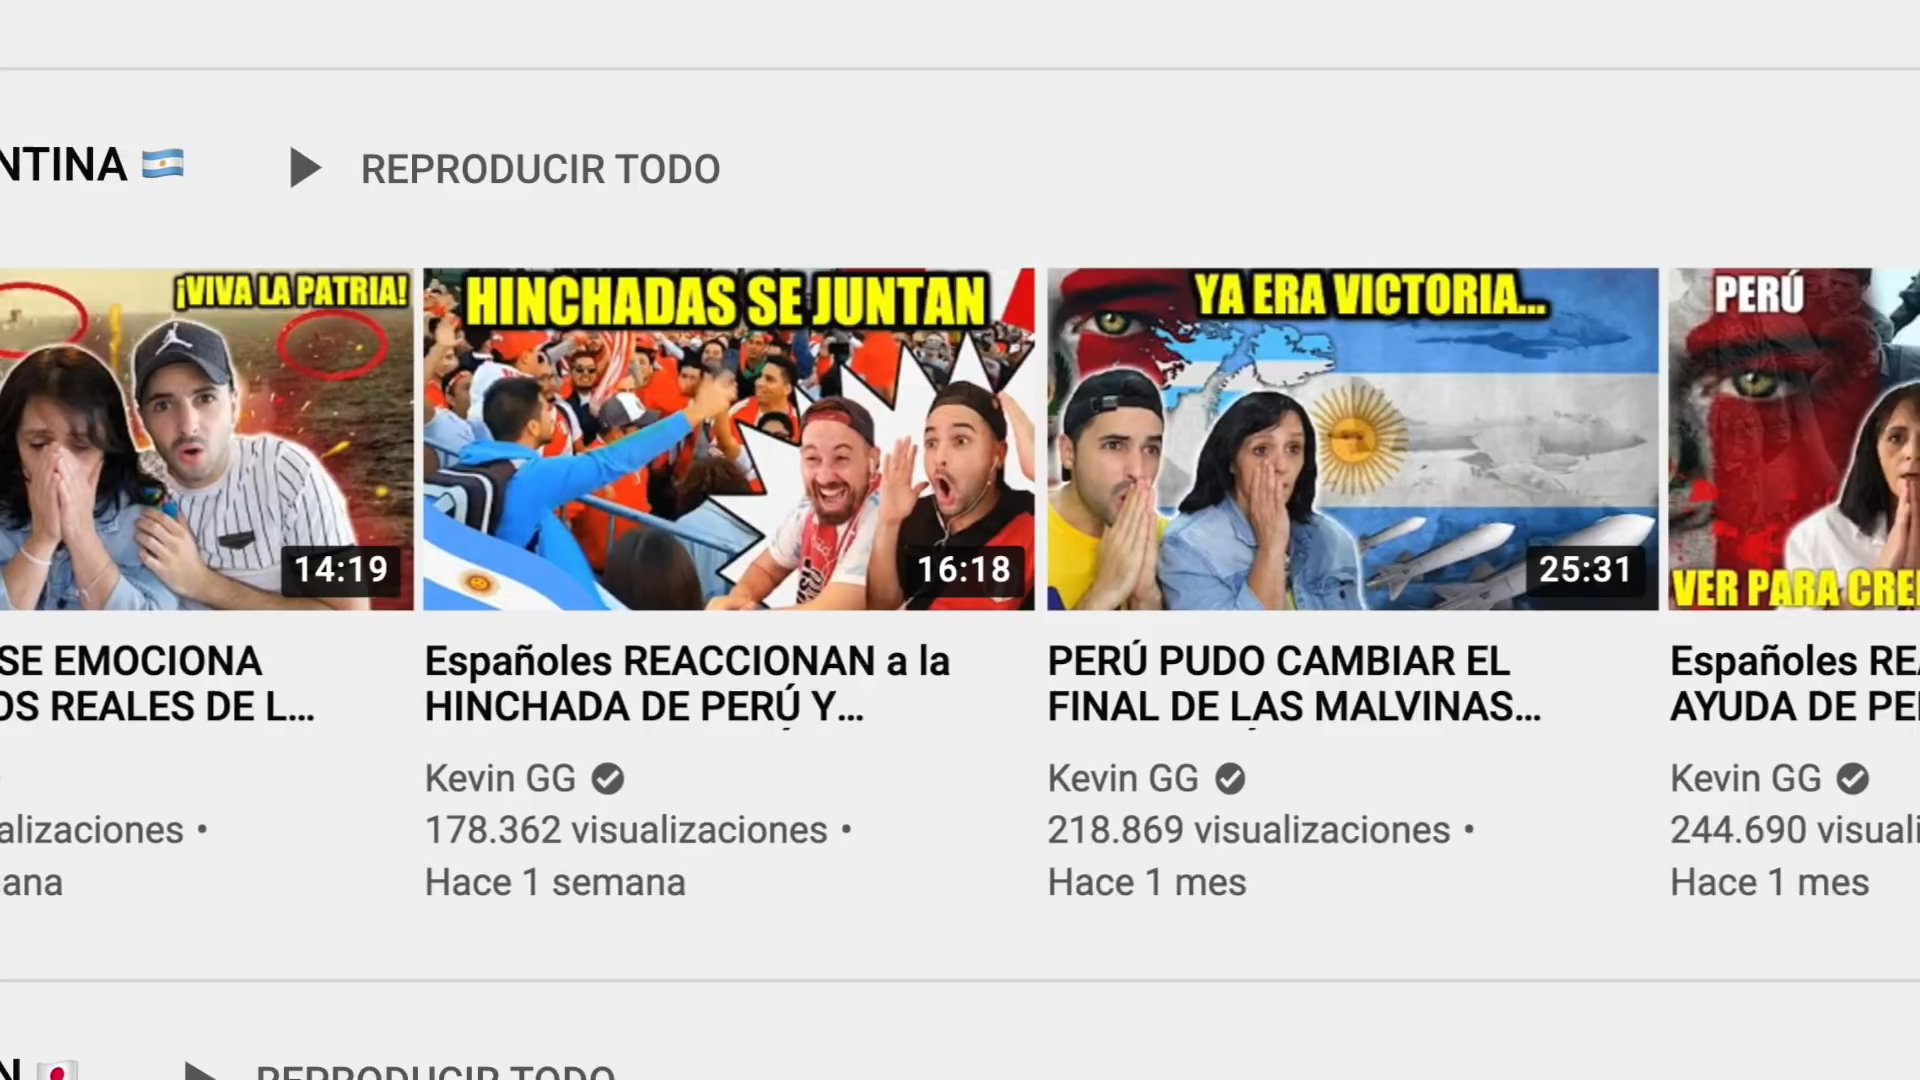 NTINA 🇦🇷 REPRODUCIR TODO
¡VIVA LA PATRIA!
14:19
SE EMOCIONA
OS REALES DE L...
alizaciones •
ana
HINCHADAS SE JUNTAN
16:18
Españoles REACCIONAN a la
HINCHADA DE PERÚ Y...
Kevin GG
178.362 visualizaciones •
Hace 1 semana
YA ERA VICTORIA...
25:31
PERÚ PUDO CAMBIAR EL
FINAL DE LAS MALVINAS...
Kevin GG
218.869 visualizaciones •
Hace 1 mes
PERÚ
VER PARA CRE
Españoles RE
AYUDA DE PE
Kevin GG
244.690 visuali
Hace 1 mes
N REPRODUCIR TODO